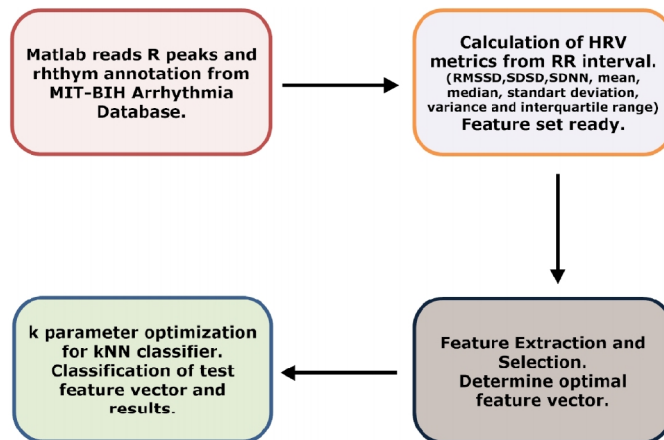 Matlab reads R peaks and
rhthym annotation from
MIT-BIH Arrhythmia
Database.
Calculation of HRV
metrics from RR interval.
(RMSSD,SDSD,SDNN, mean,
median, standart deviation,
variance and interquartile range)
Feature set ready.
Feature Extraction and
Selection.
Determine optimal
feature vector.
k parameter optimization
for kNN classifier.
Classification of test
feature vector and
results.